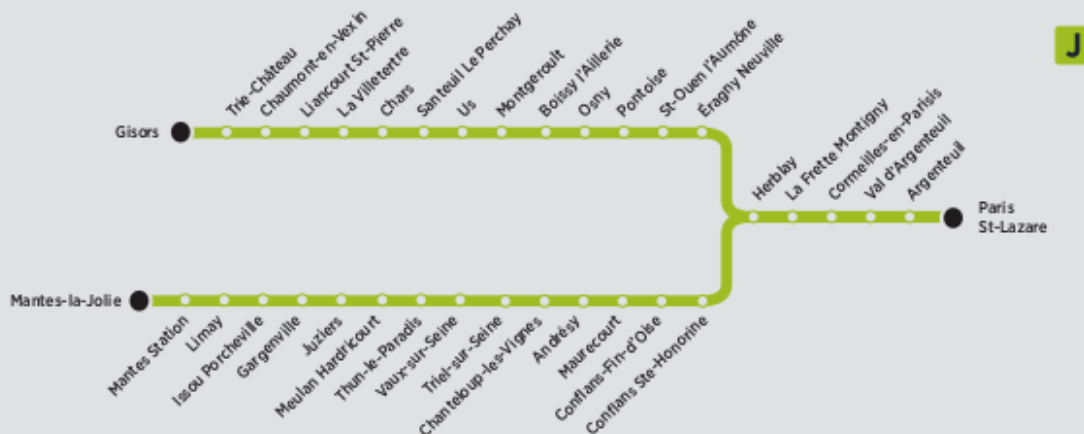 J
Trie-Château
Chaumont-en-Vexin
Liancourt St-Pierre
La Villetertre
Chars
Santeuil Le Perchay
Us
Montgeroult
Boissy l'Aillerie
Osny
Pontoise
St-Ouen l'Aumône
Éragny Neuville
Gisors
Herblay
La Frette Montigny
Cormeilles-en-Parisis
Val d'Argenteuil
Argenteuil
Paris
St-Lazare
Mantes-la-Jolie
Mantes Station
Limay
Issou Porcheville
Gargenville
Juziers
Meulan Hardricourt
Thun-le-Paradis
Vaux-sur-Seine
Triel-sur-Seine
Chanteloup-les-Vignes
Andrésy
Maurecourt
Conflans-Fin-d'Oise
Conflans Ste-Honorine